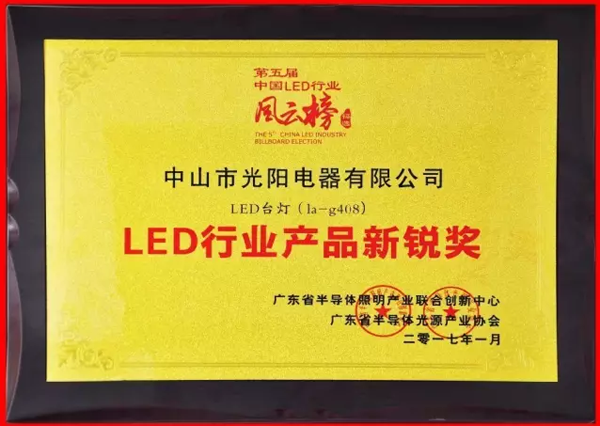 第五届
中国LED行业
风云榜
THE 5TH CHINA LED INDUSTRY
BILLBOARD ELECTION
中山市光阳电器有限公司
LED台灯（la-g408）
LED行业产品新锐奖
广东省半导体照明产业联合创新中心
广东省半导体光源产业协会
二零一七年一月